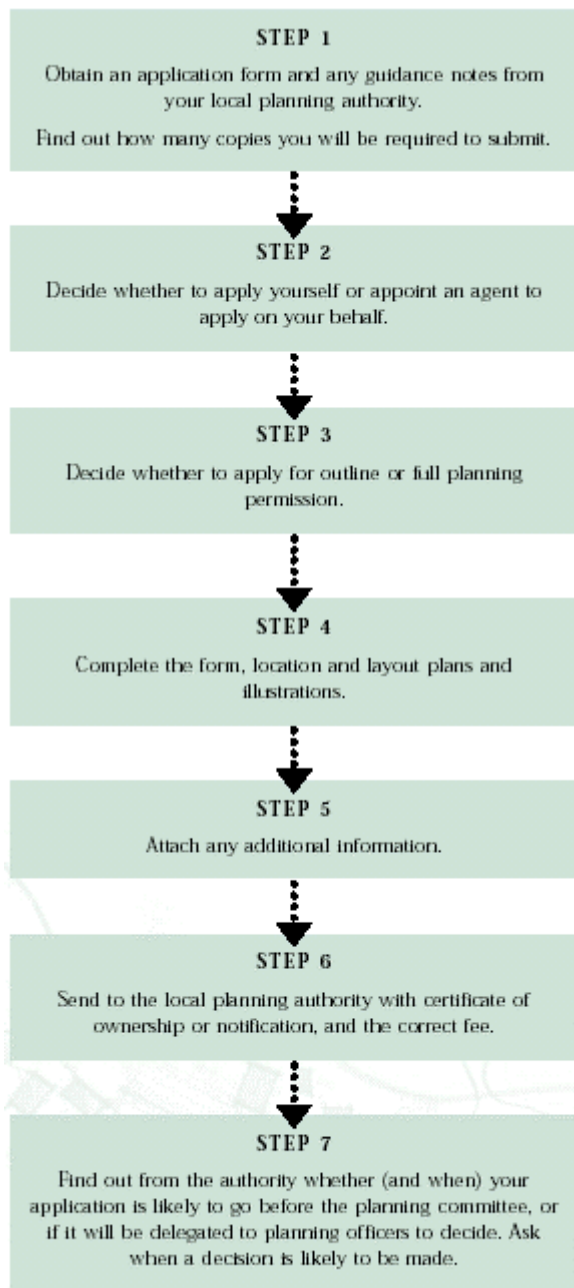 STEP 1
Obtain an application form and any guidance notes from
your local planning authority.
Find out how many copies you will be required to submit.
STEP 2
Decide whether to apply yourself or appoint an agent to
apply on your behalf.
STEP 3
Decide whether to apply for outline or full planning
permission.
STEP 4
Complete the form, location and layout plans and
illustrations.
STEP 5
Attach any additional information.
STEP 6
Send to the local planning authority with certificate of
ownership or notification, and the correct fee.
STEP 7
Find out from the authority whether (and when) your
application is likely to go before the planning committee, or
if it will be delegated to planning officers to decide. Ask
when a decision is likely to be made.